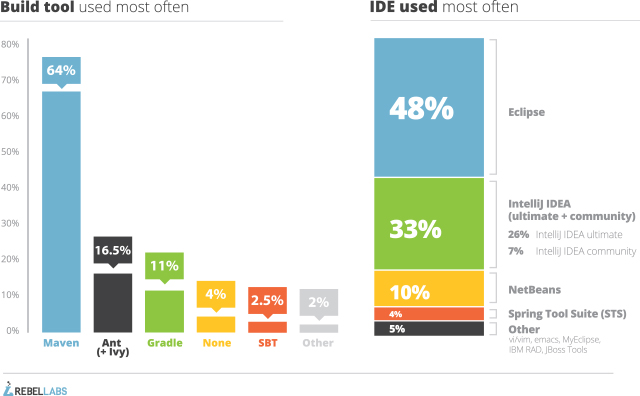 Build tool used most often
80%
70%
80%
60%
50%
40%
30%
20%
10%
0%
64%
16.5%
11%
4%
2.5%
2%
Maven
Ant
(+ Ivy)
Gradle
None
SBT
Other
IDE used most often
48%
Eclipse
33%
IntelliJ IDEA
(ultimate + community)
26% IntelliJ IDEA ultimate
7% IntelliJ IDEA community
10%
NetBeans
4%
Spring Tool Suite (STS)
5%
Other
vi/vim, emacs, MyEclipse,
IBM RAD, JBoss Tools
REBELLABS